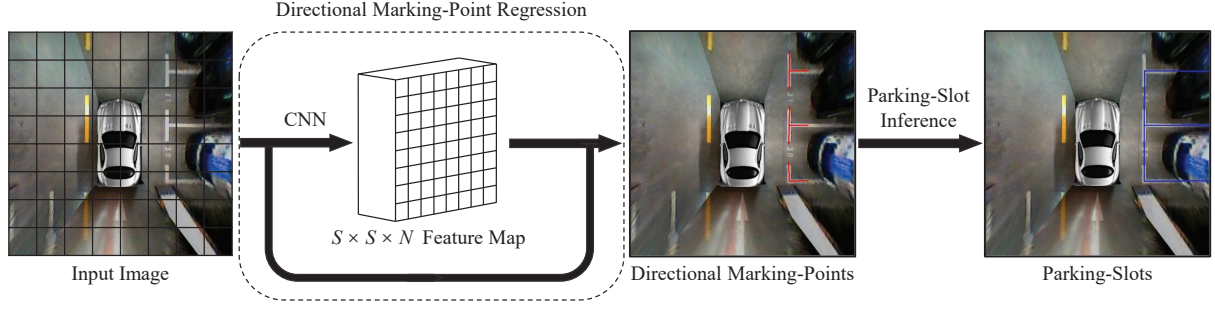 Directional Marking-Point Regression
CNN
S × S × N Feature Map
Parking-Slot
Inference
Input Image
Directional Marking-Points
Parking-Slots